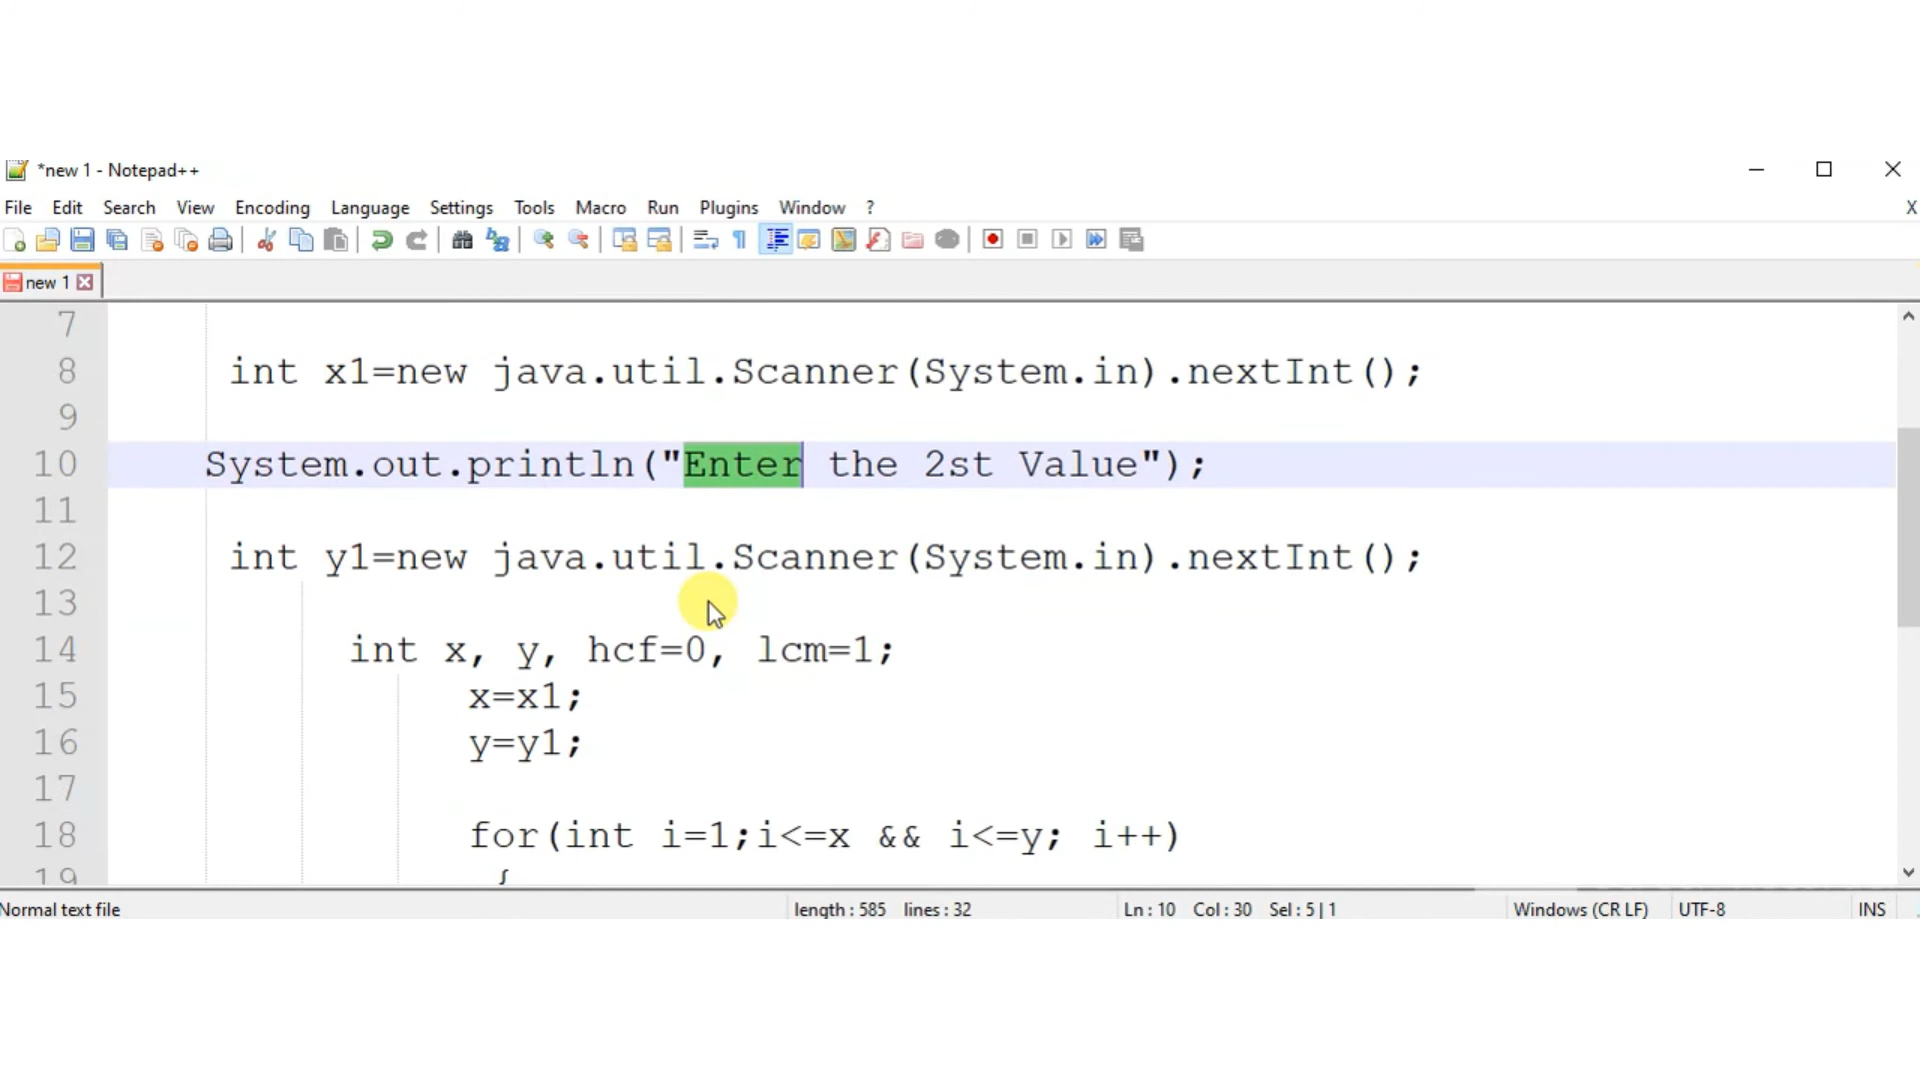 *new 1 - Notepad++
File Edit Search View Encoding Language Settings Tools Macro Run Plugins Window ? X
new 1
7
8 int x1=new java.util.Scanner(System.in).nextInt();
9
10 System.out.println("Enter the 2st Value");
11
12 int y1=new java.util.Scanner(System.in).nextInt();
13
14 int x, y, hcf=0, lcm=1;
15 x=x1;
16 y=y1;
17
18 for(int i=1;i<=x && i<=y; i++)
19 {
Normal text file length : 585 lines : 32 Ln : 10 Col : 30 Sel : 5 | 1 Windows (CR LF) UTF-8 INS